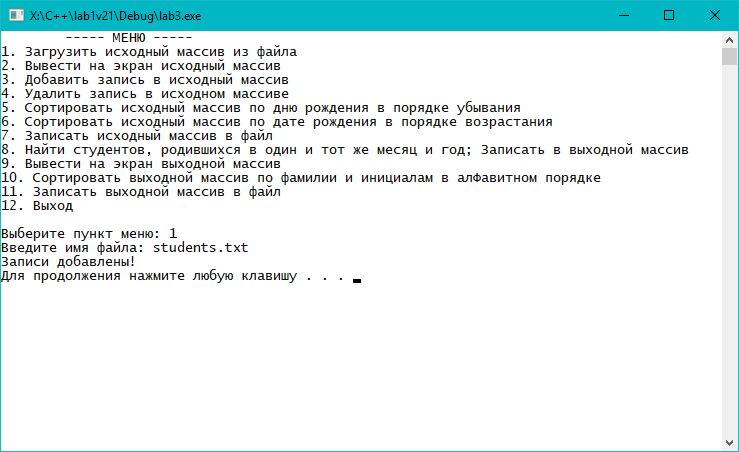 X:\C++\lab1v21\Debug\lab3.exe
----- МЕНЮ -----
1. Загрузить исходный массив из файла
2. Вывести на экран исходный массив
3. Добавить запись в исходный массив
4. Удалить запись в исходном массиве
5. Сортировать исходный массив по дню рождения в порядке убывания
6. Сортировать исходный массив по дате рождения в порядке возрастания
7. Записать исходный массив в файл
8. Найти студентов, родившихся в один и тот же месяц и год; Записать в выходной массив
9. Вывести на экран выходной массив
10. Сортировать выходной массив по фамилии и инициалам в алфавитном порядке
11. Записать выходной массив в файл
12. Выход
Выберите пункт меню: 1
Введите имя файла: students.txt
Записи добавлены!
Для продолжения нажмите любую клавишу . . .